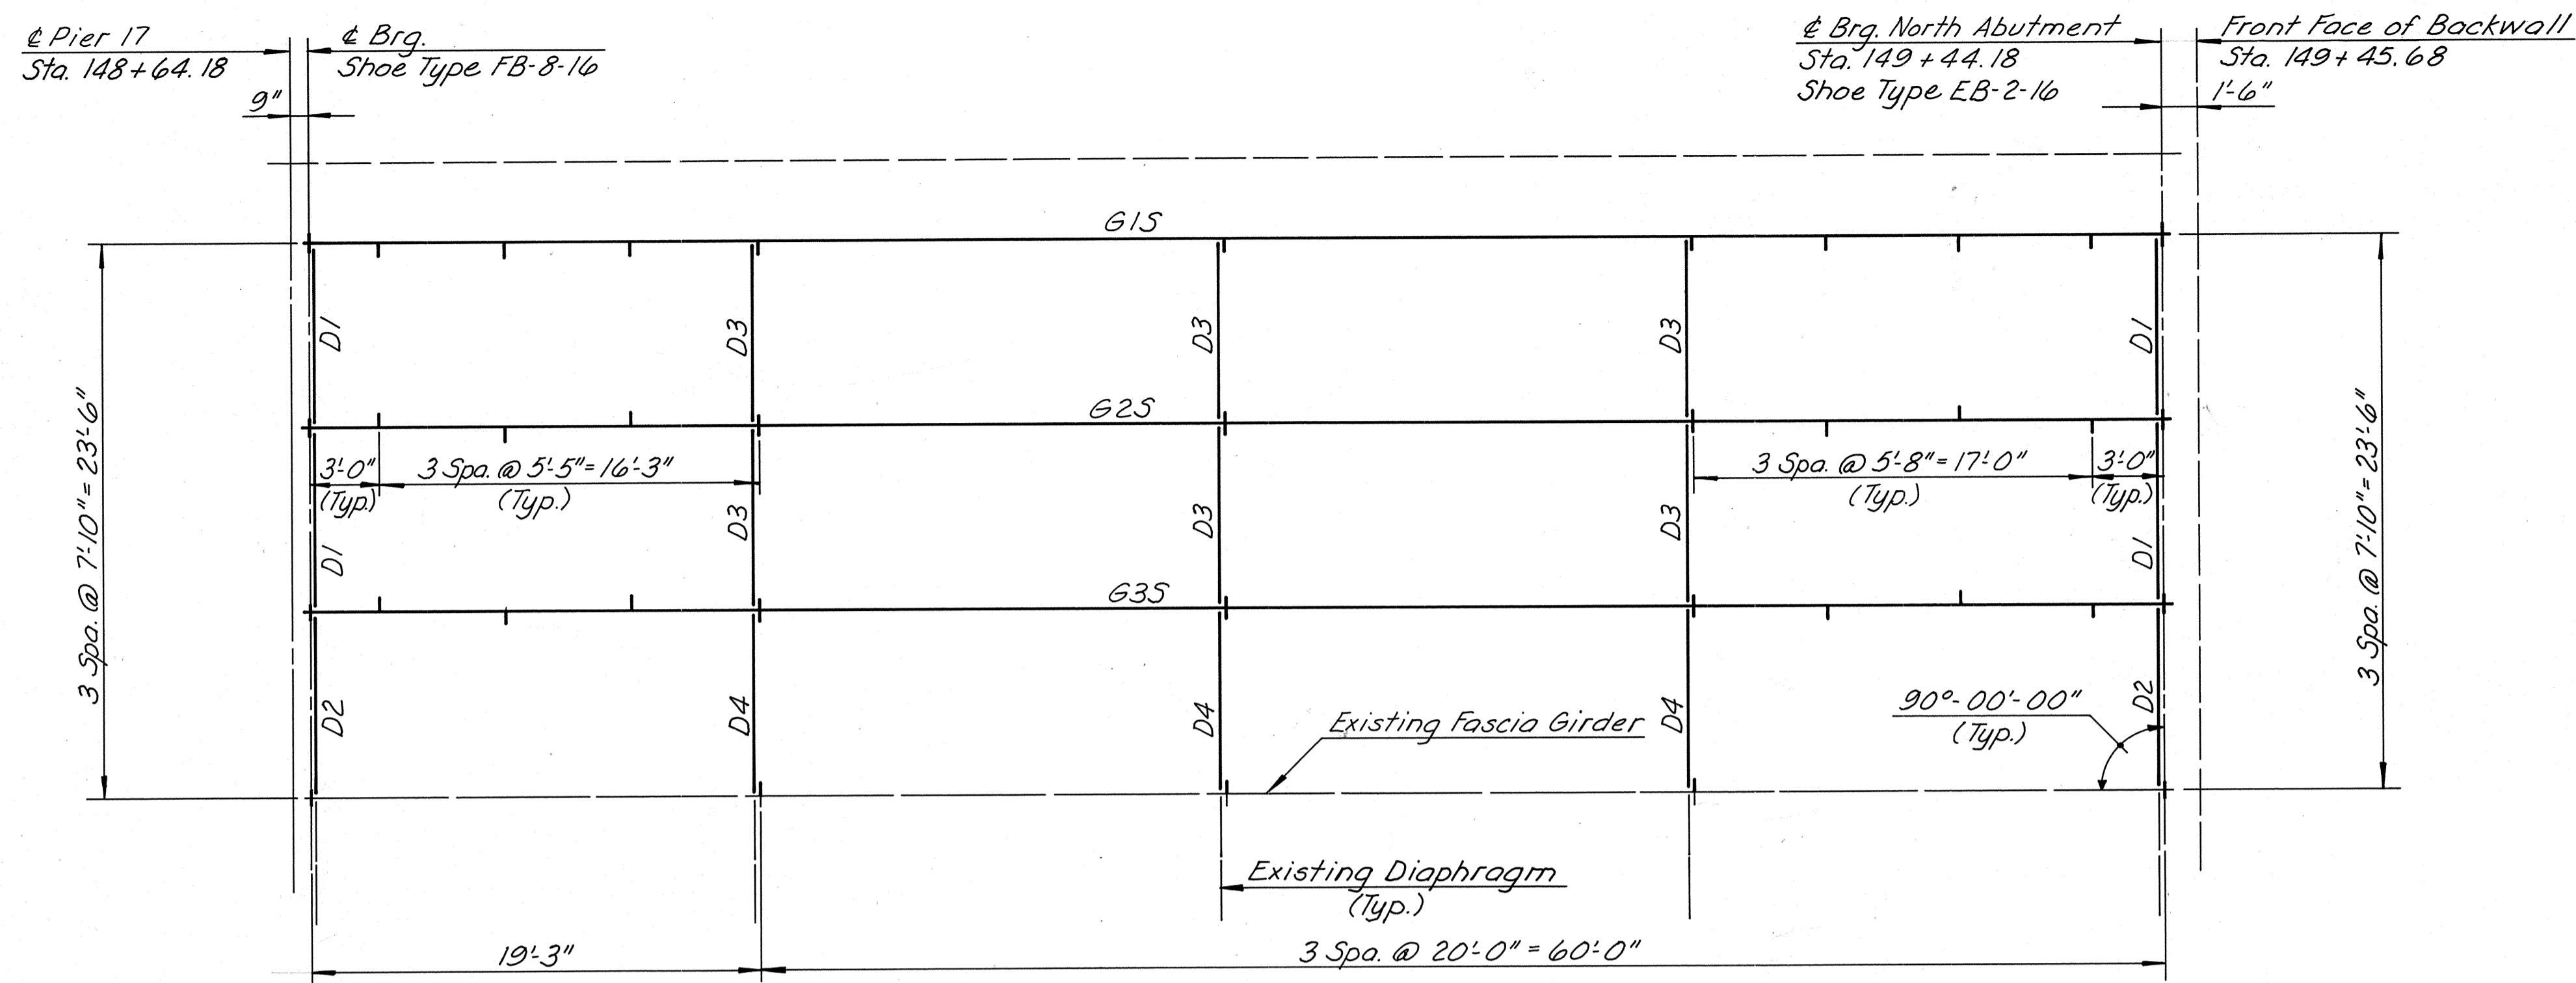 ℄ Pier 17
Sta. 148+64.18
9"
℄ Brg.
Shoe Type FB-8-16
℄ Brg. North Abutment
Sta. 149+44.18
Shoe Type EB-2-16
Front Face of Backwall
Sta. 149+45.68
1'-6"
G1S
D1
D3
D3
D3
D1
3 Spa. @ 7'-10" = 23'-6"
3 Spa. @ 7'-10" = 23'-6"
G2S
3'-0"
(Typ.)
3 Spa. @ 5'-5" = 16'-3"
(Typ.)
3 Spa. @ 5'-8" = 17'-0"
(Typ.)
3'-0"
(Typ.)
D1
D3
D3
D3
D1
G3S
D2
D4
D4
D4
D2
Existing Fascia Girder
90°-00'-00"
(Typ.)
Existing Diaphragm
(Typ.)
19'-3"
3 Spa. @ 20'-0" = 60'-0"